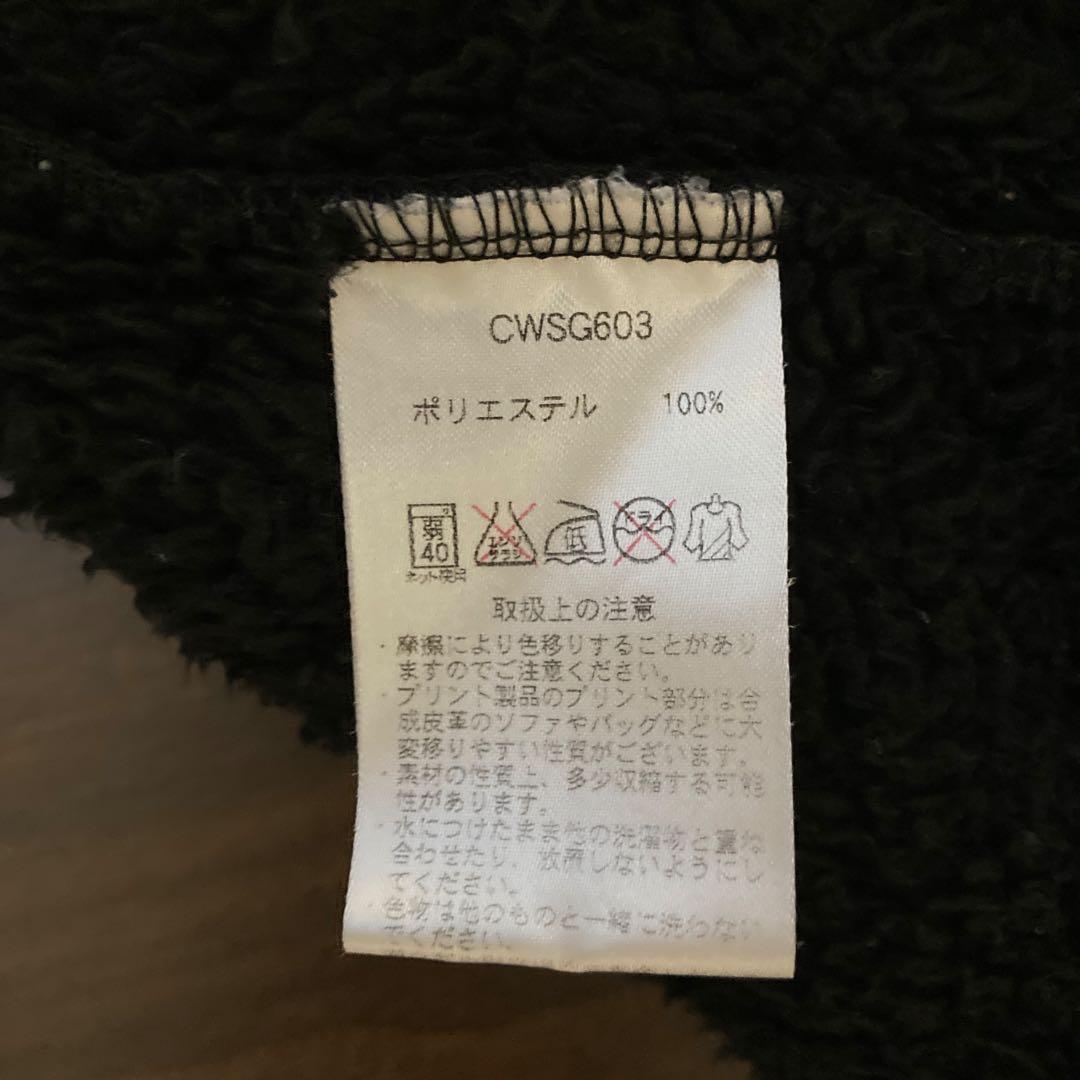 CWSG603
ポリエステル 100%
弱 40 エンソ サラシ 低 ドライ
ネット使用
取扱上の注意
・摩擦により色移りすることがあり
ますのでご注意ください。
・プリント製品のプリント部分は合
成皮革のソファやバッグなどに大
変移りやすい性質がございます。
・素材の性質上、多少収縮する可能
性があります。
・水につけたまま他の洗濯物と重ね
合わせたり、放置しないようにし
てください。
・色物は他のものと一緒に洗わない
でください。